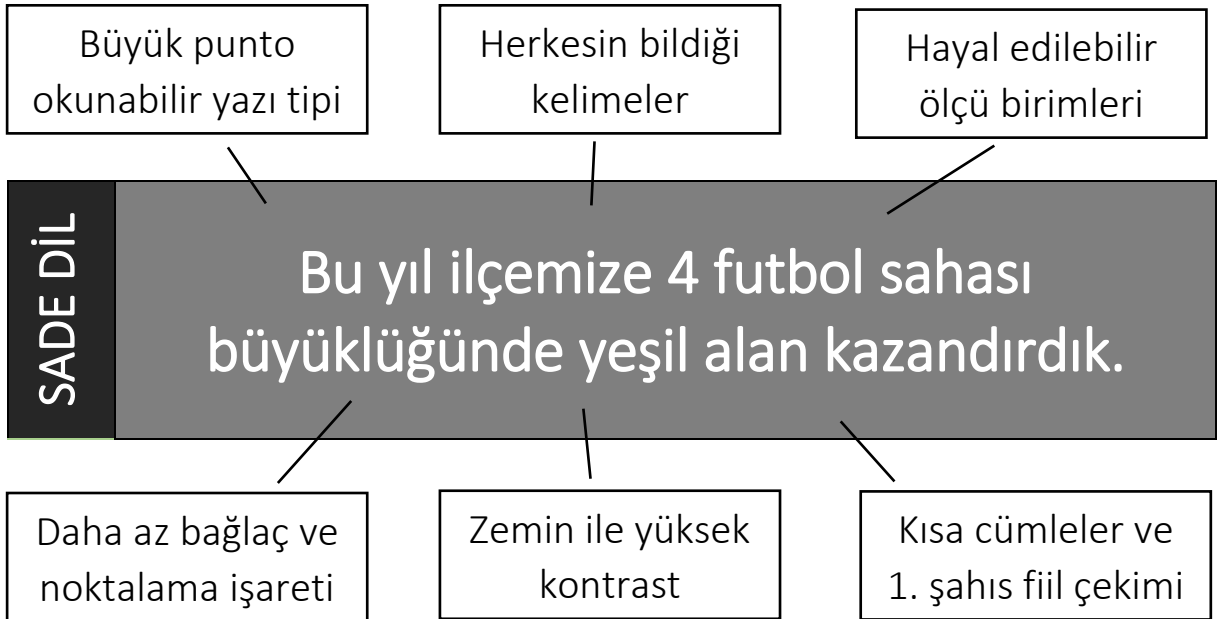 Büyük punto
okunabilir yazı tipi
Herkesin bildiği
kelimeler
Hayal edilebilir
ölçü birimleri
SADE DİL
Bu yıl ilçemize 4 futbol sahası
büyüklüğünde yeşil alan kazandırdık.
Daha az bağlaç ve
noktalama işareti
Zemin ile yüksek
kontrast
Kısa cümleler ve
1. şahıs fiil çekimi